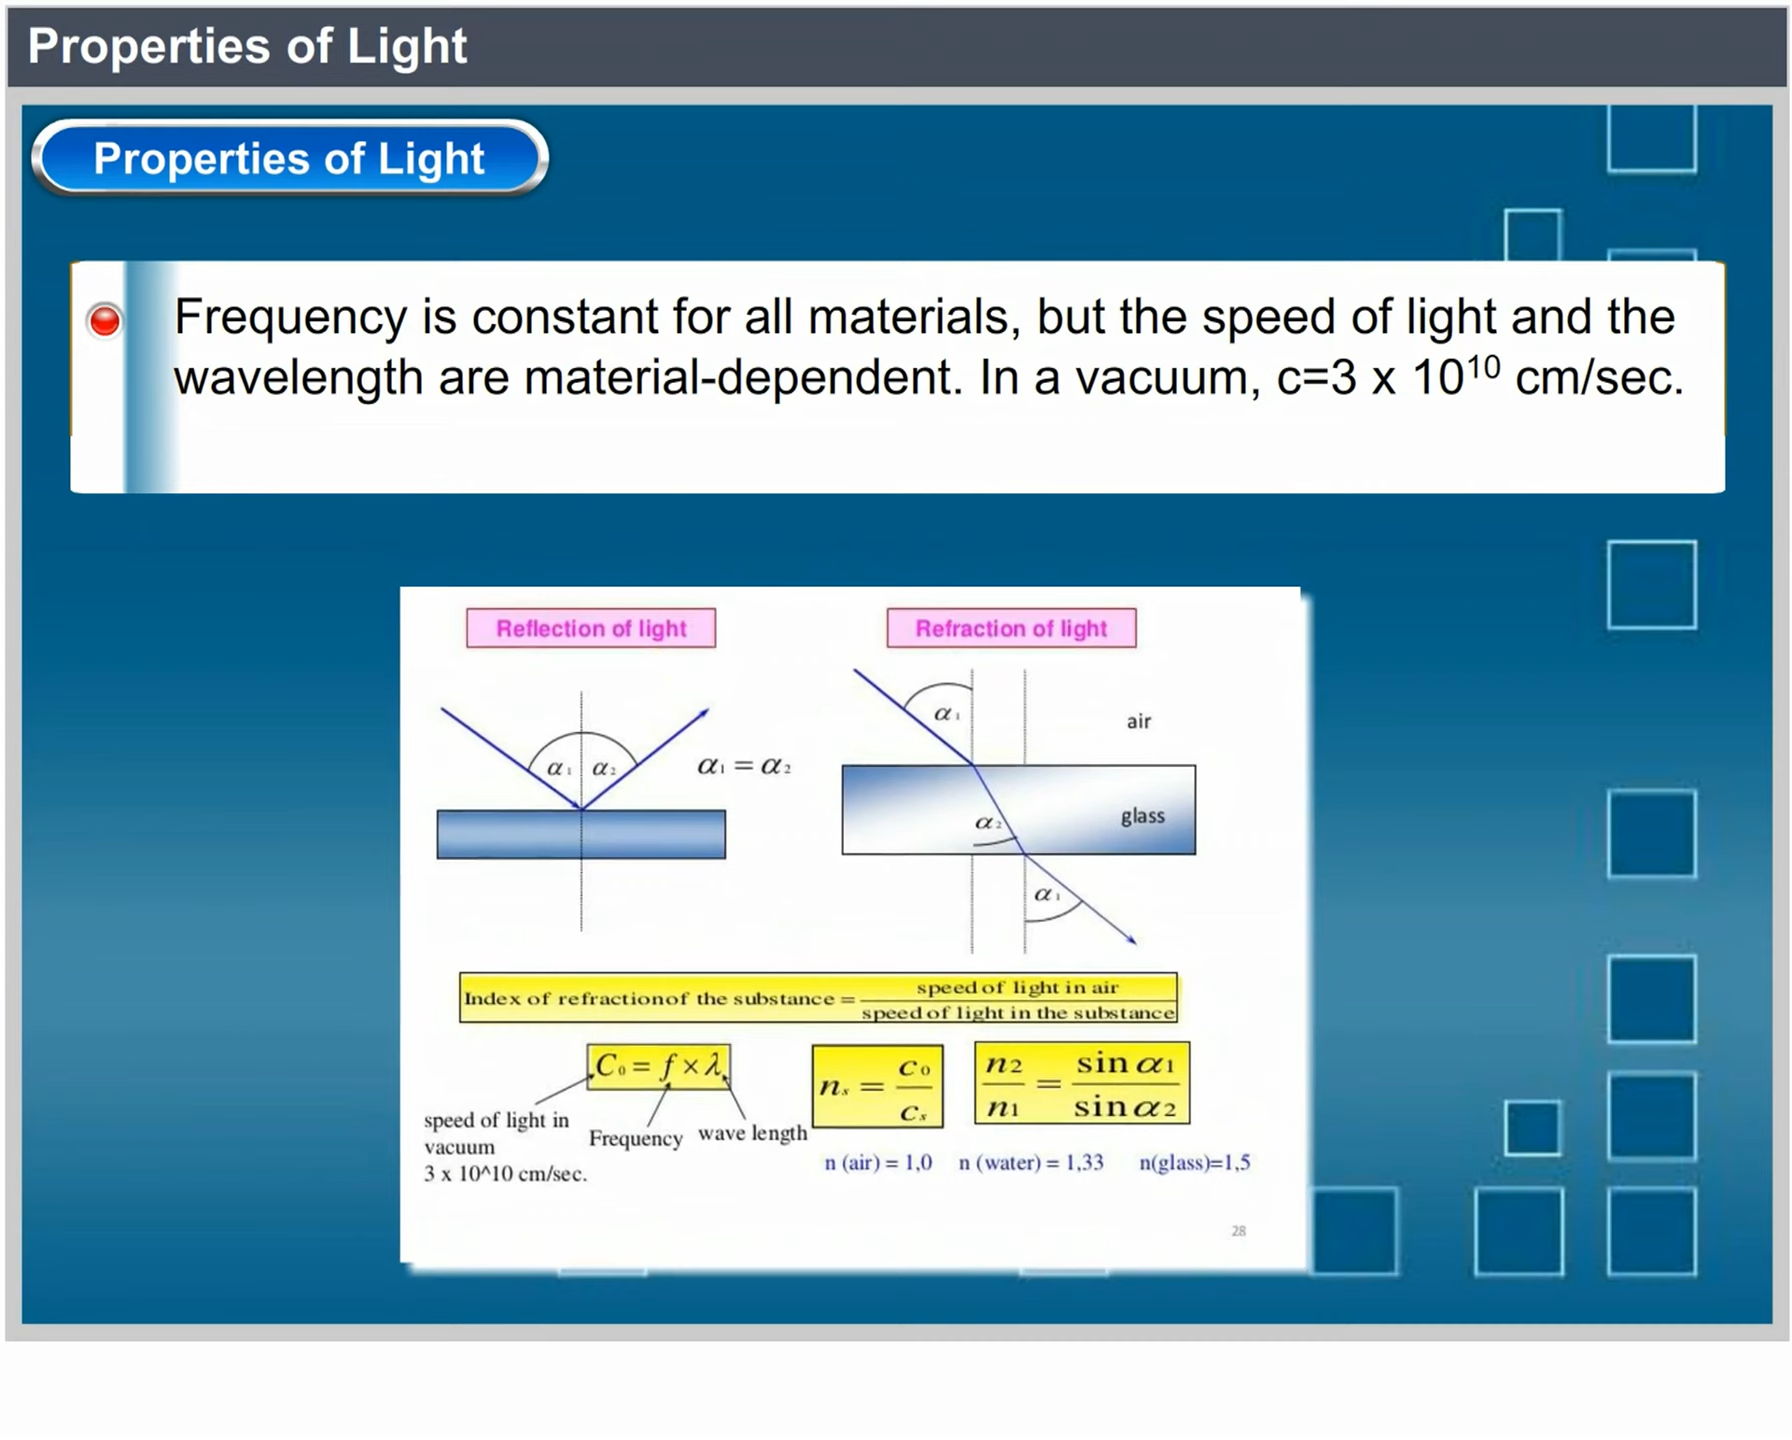 Properties of Light
Properties of Light
Frequency is constant for all materials, but the speed of light and the
wavelength are material-dependent. In a vacuum, c=3 x 10¹⁰ cm/sec.
Reflection of light
α₁ α₂
α₁ = α₂
Refraction of light
α₁
air
α₂
glass
α₁
Index of refractionof the substance = speed of light in air
speed of light in the substance
C₀ = f × λ
speed of light in
vacuum
3 x 10^10 cm/sec.
Frequency
wave length
nₛ = c₀
cₛ
n₂ = sin α₁
n₁ sin α₂
n (air) = 1,0 n (water) = 1,33 n(glass)=1,5
28